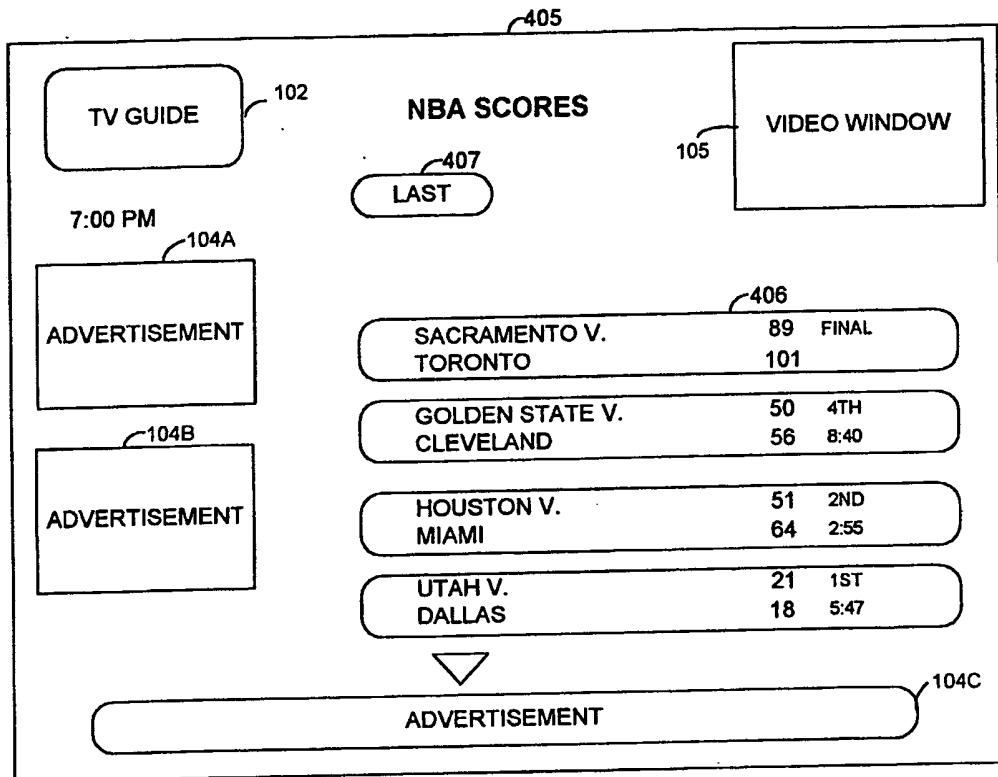 405
TV GUIDE
102
NBA SCORES
VIDEO WINDOW
105
407
LAST
7:00 PM
104A
ADVERTISEMENT
406
SACRAMENTO V. 89 FINAL
TORONTO 101
GOLDEN STATE V. 50 4TH
CLEVELAND 56 8:40
104B
ADVERTISEMENT
HOUSTON V. 51 2ND
MIAMI 64 2:55
UTAH V. 21 1ST
DALLAS 18 5:47
104C
ADVERTISEMENT